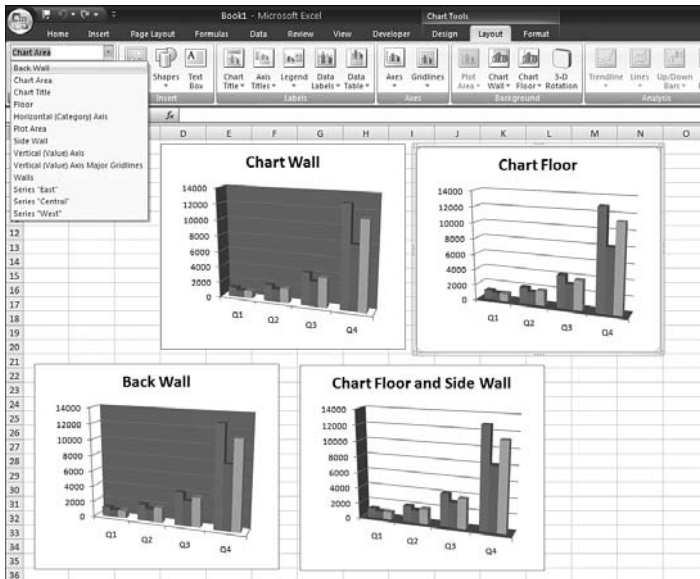 Book1 - Microsoft Excel
Chart Tools
Home Insert Page Layout Formulas Data Review View Developer Design Layout Format
Chart Area
Back Wall
Chart Area
Chart Title
Floor
Horizontal (Category) Axis
Plot Area
Side Wall
Vertical (Value) Axis
Vertical (Value) Axis Major Gridlines
Walls
Series "East"
Series "Central"
Series "West"
Shapes
Text Box
Insert
Chart Title
Axis Titles
Legend
Data Labels
Data Table
Labels
Axes
Gridlines
Axes
Plot Area
Chart Wall
Chart Floor
3-D Rotation
Background
Trendline
Lines
Up/Down Bars
Analysis
fx
D E F G H I J K L M N O
12
13
14
15
16
17
18
19
20
21
22
23
24
25
26
27
28
29
30
31
32
33
34
35
36
Chart Wall
14000
12000
10000
8000
6000
4000
2000
0
Q1 Q2 Q3 Q4
Chart Floor
14000
12000
10000
8000
6000
4000
2000
0
Q1 Q2 Q3 Q4
Back Wall
14000
12000
10000
8000
6000
4000
2000
0
Q1 Q2 Q3 Q4
Chart Floor and Side Wall
14000
12000
10000
8000
6000
4000
2000
0
Q1 Q2 Q3 Q4